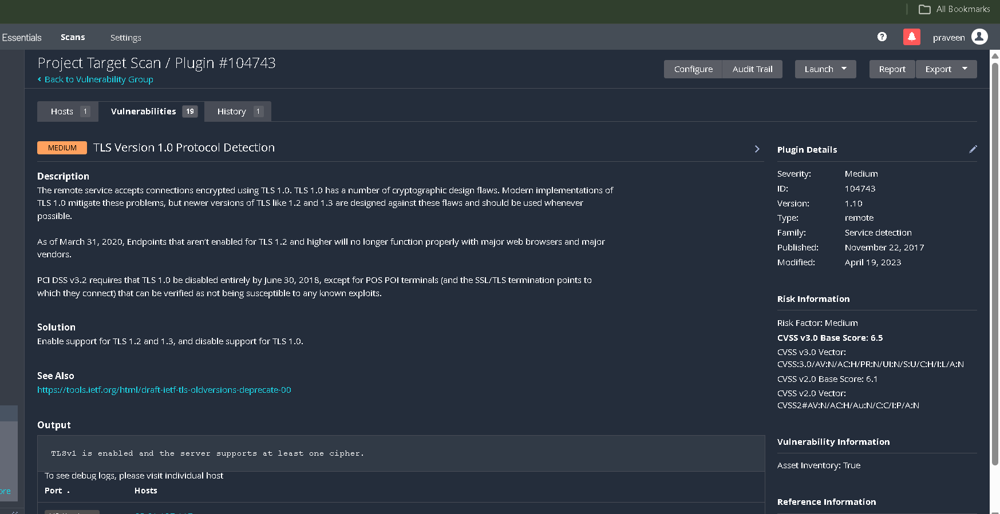 All Bookmarks
Essentials
Scans
Settings
praveen
Project Target Scan / Plugin #104743
Back to Vulnerability Group
Configure
Audit Trail
Launch
Report
Export
Hosts 1
Vulnerabilities 19
History 1
MEDIUM TLS Version 1.0 Protocol Detection
Description
The remote service accepts connections encrypted using TLS 1.0. TLS 1.0 has a number of cryptographic design flaws. Modern implementations of
TLS 1.0 mitigate these problems, but newer versions of TLS like 1.2 and 1.3 are designed against these flaws and should be used whenever
possible.
As of March 31, 2020, Endpoints that aren't enabled for TLS 1.2 and higher will no longer function properly with major web browsers and major
vendors.
PCI DSS v3.2 requires that TLS 1.0 be disabled entirely by June 30, 2018, except for POS POI terminals (and the SSL/TLS termination points to
which they connect) that can be verified as not being susceptible to any known exploits.
Solution
Enable support for TLS 1.2 and 1.3, and disable support for TLS 1.0.
See Also
https://tools.ietf.org/html/draft-ietf-tls-oldversions-deprecate-00
Output
TLSv1 is enabled and the server supports at least one cipher.
To see debug logs, please visit individual host
Port Hosts
Plugin Details
Severity: Medium
ID: 104743
Version: 1.10
Type: remote
Family: Service detection
Published: November 22, 2017
Modified: April 19, 2023
Risk Information
Risk Factor: Medium
CVSS v3.0 Base Score: 6.5
CVSS v3.0 Vector:
CVSS:3.0/AV:N/AC:H/PR:N/UI:N/S:U/C:H/I:L/A:N
CVSS v2.0 Base Score: 6.1
CVSS v2.0 Vector:
CVSS2#AV:N/AC:H/Au:N/C:C/I:P/A:N
Vulnerability Information
Asset Inventory: True
Reference Information